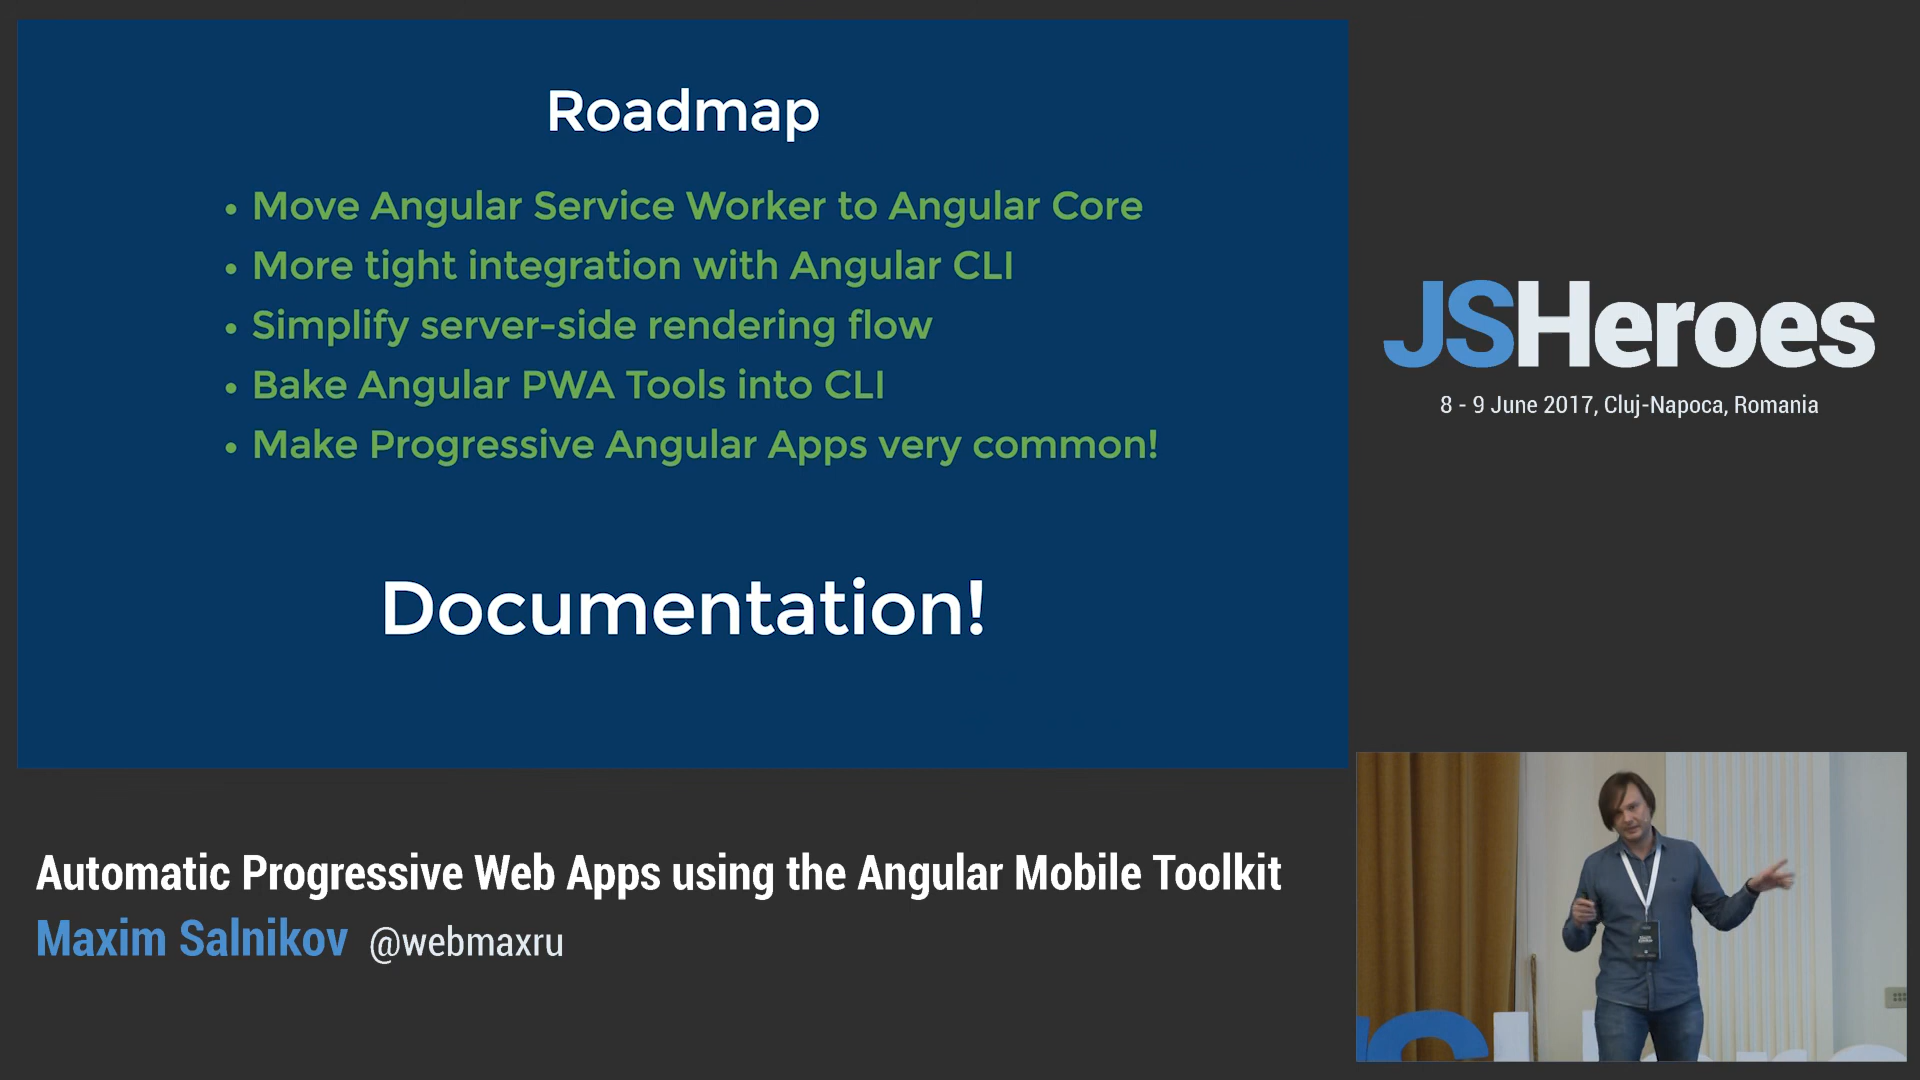 Roadmap
• Move Angular Service Worker to Angular Core
• More tight integration with Angular CLI
• Simplify server-side rendering flow
• Bake Angular PWA Tools into CLI
• Make Progressive Angular Apps very common!
Documentation!
JSHeroes
8 - 9 June 2017, Cluj-Napoca, Romania
Automatic Progressive Web Apps using the Angular Mobile Toolkit
Maxim Salnikov @webmaxru